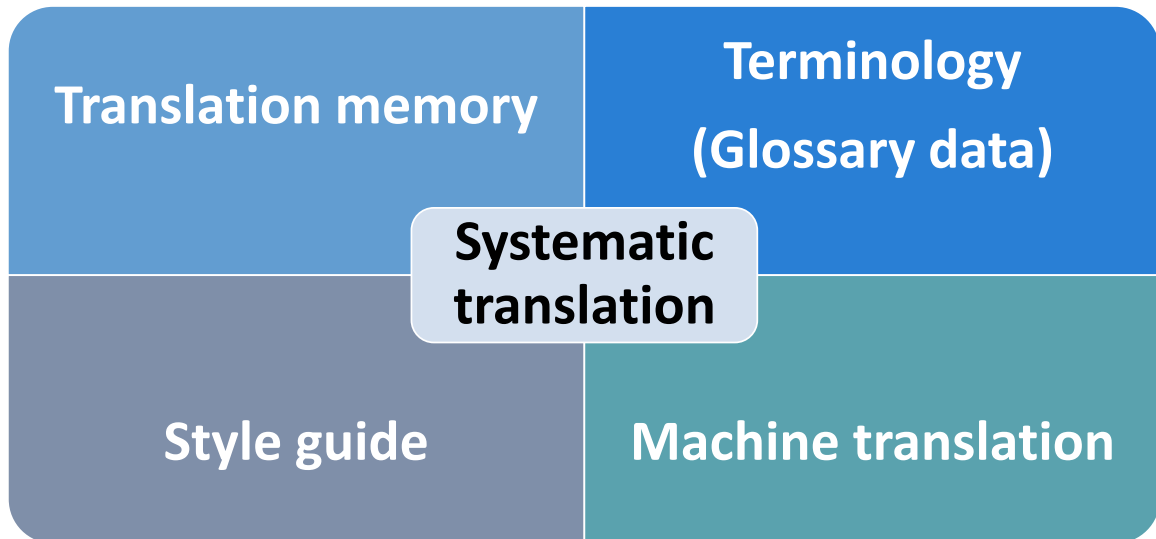 Translation memory
Terminology
(Glossary data)
Systematic
translation
Style guide
Machine translation